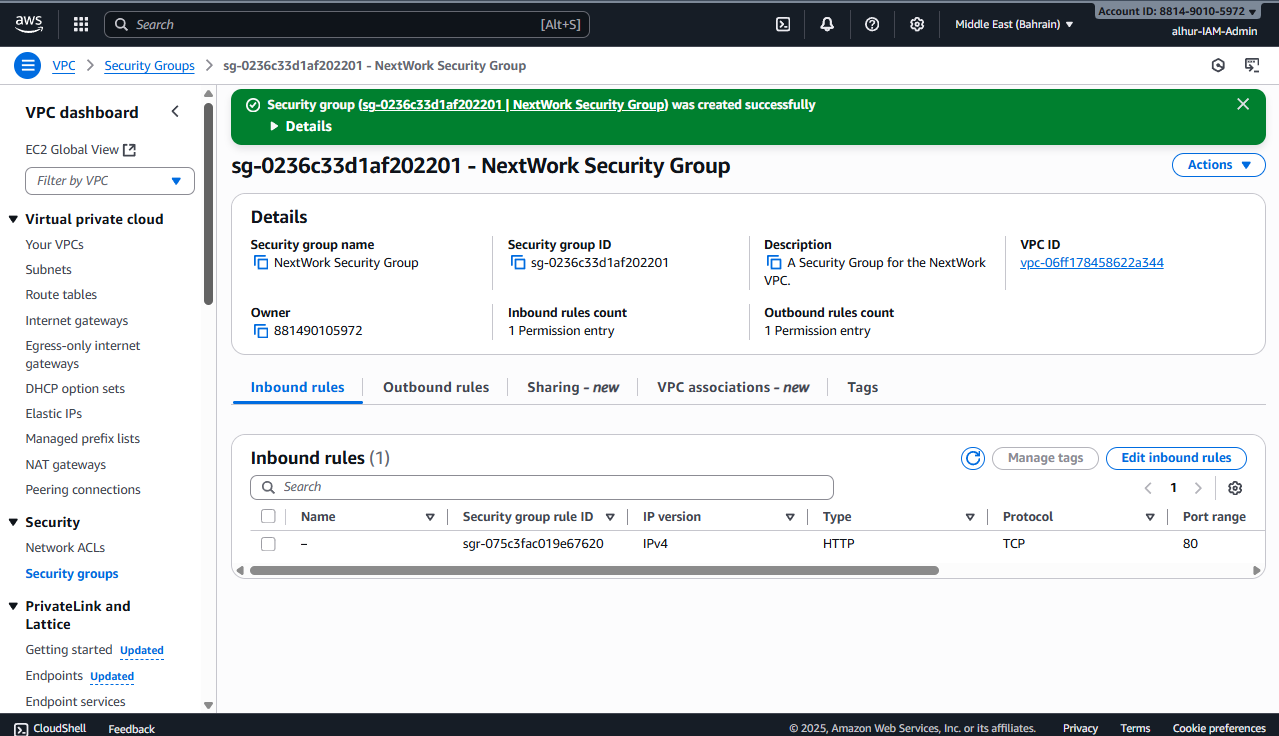 aws
Search [Alt+S]
Middle East (Bahrain)
Account ID: 8814-9010-5972
alhur-IAM-Admin
VPC
Security Groups
sg-0236c33d1af202201 - NextWork Security Group
VPC dashboard
EC2 Global View
Filter by VPC
Virtual private cloud
Your VPCs
Subnets
Route tables
Internet gateways
Egress-only internet
gateways
DHCP option sets
Elastic IPs
Managed prefix lists
NAT gateways
Peering connections
Security
Network ACLs
Security groups
PrivateLink and
Lattice
Getting started Updated
Endpoints Updated
Endpoint services
Security group (sg-0236c33d1af202201 | NextWork Security Group) was created successfully
Details
sg-0236c33d1af202201 - NextWork Security Group
Actions
Details
Security group name
NextWork Security Group
Security group ID
sg-0236c33d1af202201
Description
A Security Group for the NextWork
VPC.
VPC ID
vpc-06ff178458622a344
Owner
881490105972
Inbound rules count
1 Permission entry
Outbound rules count
1 Permission entry
Inbound rules
Outbound rules
Sharing - new
VPC associations - new
Tags
Inbound rules (1)
Manage tags
Edit inbound rules
Search
1
Name Security group rule ID IP version Type Protocol Port range
– sgr-075c3fac019e67620 IPv4 HTTP TCP 80
CloudShell Feedback © 2025, Amazon Web Services, Inc. or its affiliates. Privacy Terms Cookie preferences